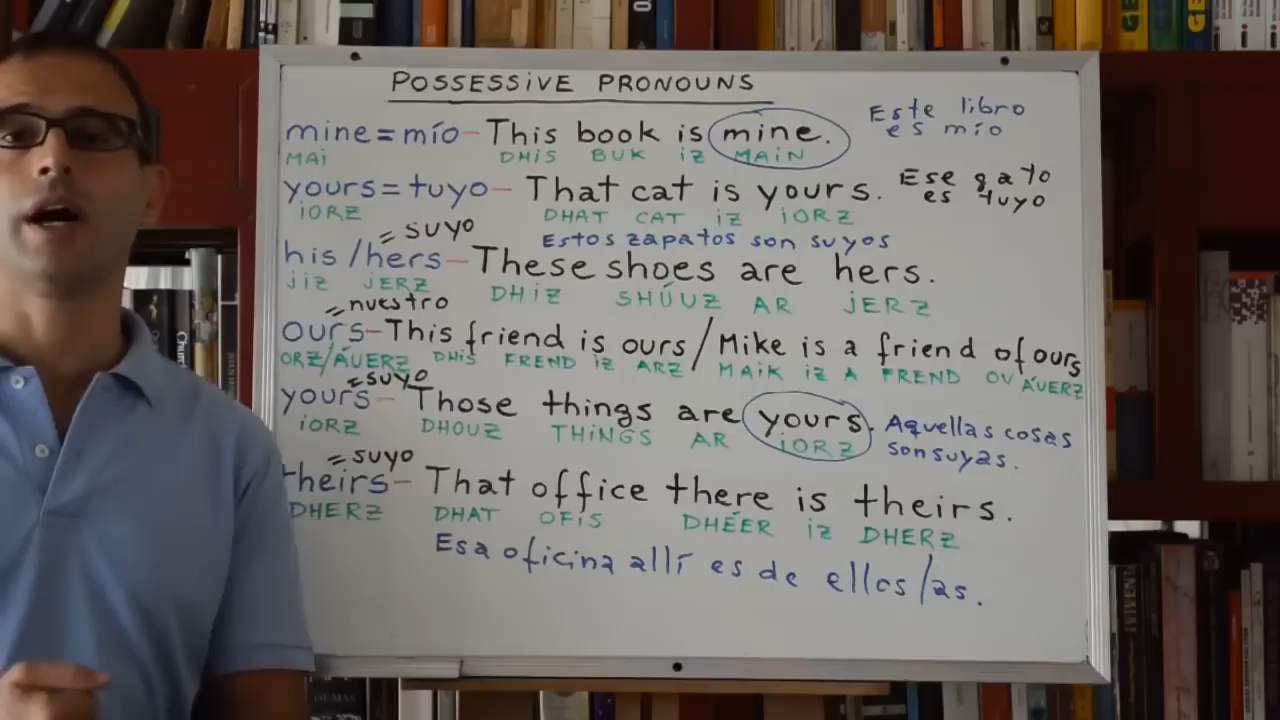 POSSESSIVE PRONOUNS
mine = mío - This book is mine. Este libro
es mío
MAi DHiS BUK iZ MAiN
yours = tuyo - That cat is yours. Ese gato
es tuyo
iORZ DHAT CAT iZ iORZ
= suyo Estos zapatos son suyos
his / hers - These shoes are hers.
jiZ jERZ DHiZ SHÚUZ AR jERZ
= nuestro
ours - This friend is ours / Mike is a friend of ours
ORZ/ÁUERZ DHiS FREND iZ ARZ MAiK iZ A FREND OV ÁUERZ
= suyo
yours - Those things are yours. Aquellas cosas
son suyas.
iORZ DHOUZ THiNGS AR iORZ
= suyo
theirs - That office there is theirs.
DHERZ DHAT OFiS DHÉER iZ DHERZ
Esa oficina allí es de ellos/as.